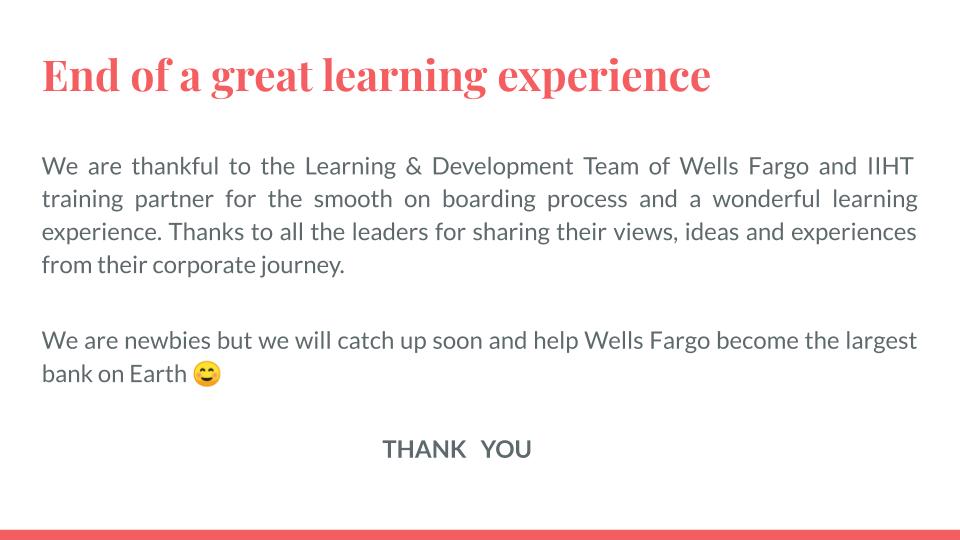 End of a great learning experience
We are thankful to the Learning & Development Team of Wells Fargo and IIHT
training partner for the smooth on boarding process and a wonderful learning
experience. Thanks to all the leaders for sharing their views, ideas and experiences
from their corporate journey.
We are newbies but we will catch up soon and help Wells Fargo become the largest
bank on Earth 😊
THANK YOU